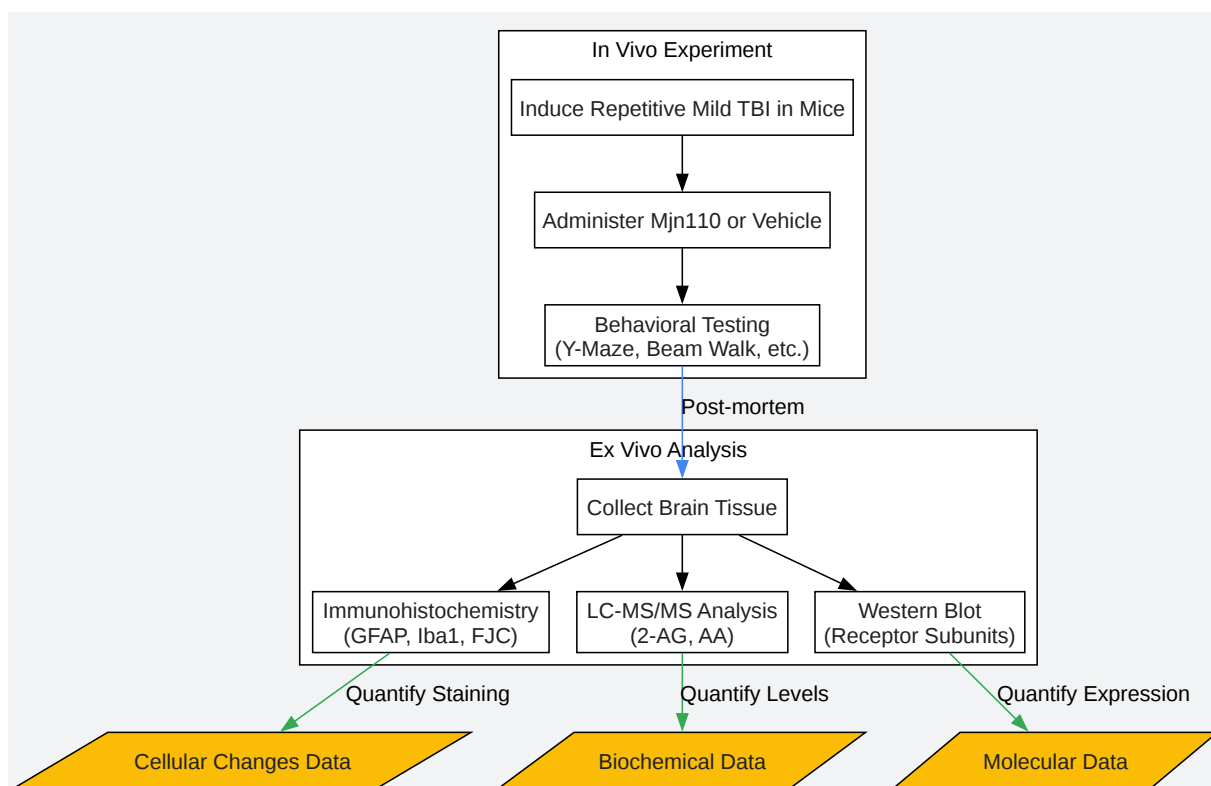 In Vivo Experiment
Induce Repetitive Mild TBI in Mice
Administer Mjn110 or Vehicle
Behavioral Testing
(Y-Maze, Beam Walk, etc.)
Post-mortem
Ex Vivo Analysis
Collect Brain Tissue
Immunohistochemistry
(GFAP, Iba1, FJC)
LC-MS/MS Analysis
(2-AG, AA)
Western Blot
(Receptor Subunits)
Quantify Staining
Quantify Levels
Quantify Expression
Cellular Changes Data
Biochemical Data
Molecular Data